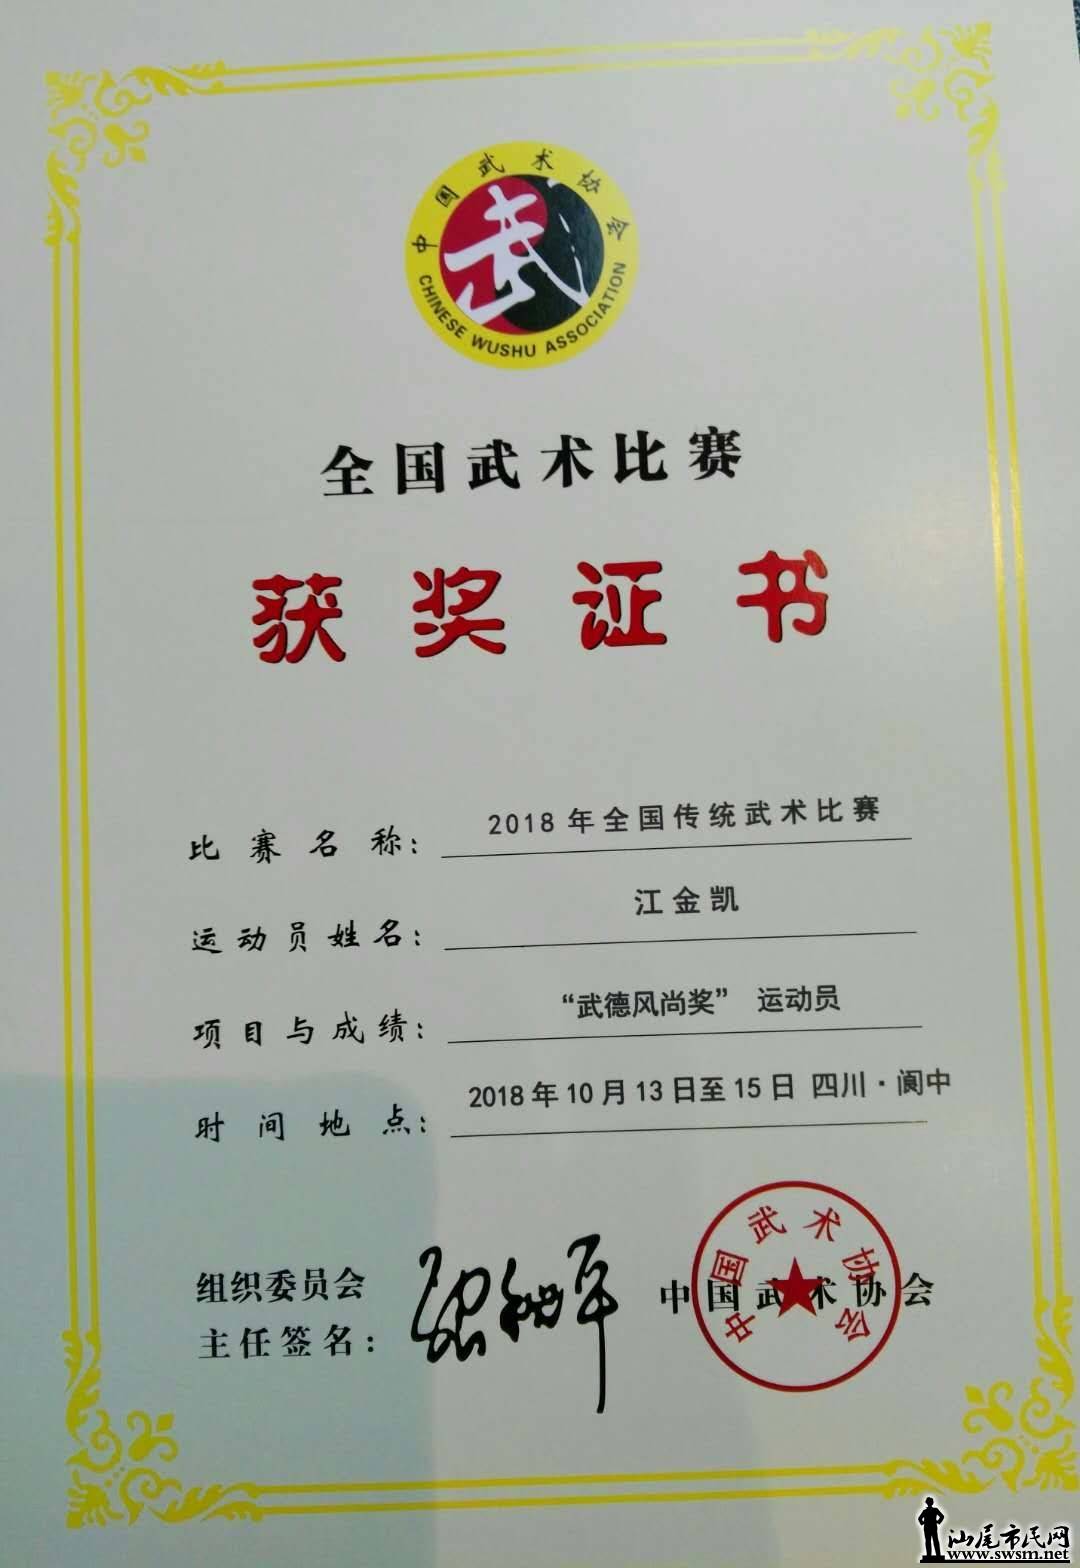 中国武术协会
武
CHINESE WUSHU ASSOCIATION
全国武术比赛
获奖证书
比赛名称：2018年全国传统武术比赛
运动员姓名：江金凯
项目与成绩：“武德风尚奖” 运动员
时间地点：2018年10月13日至15日 四川·阆中
组织委员会
主任签名：
中国武术协会
中国武术协会
汕尾市民网
www.swsm.net